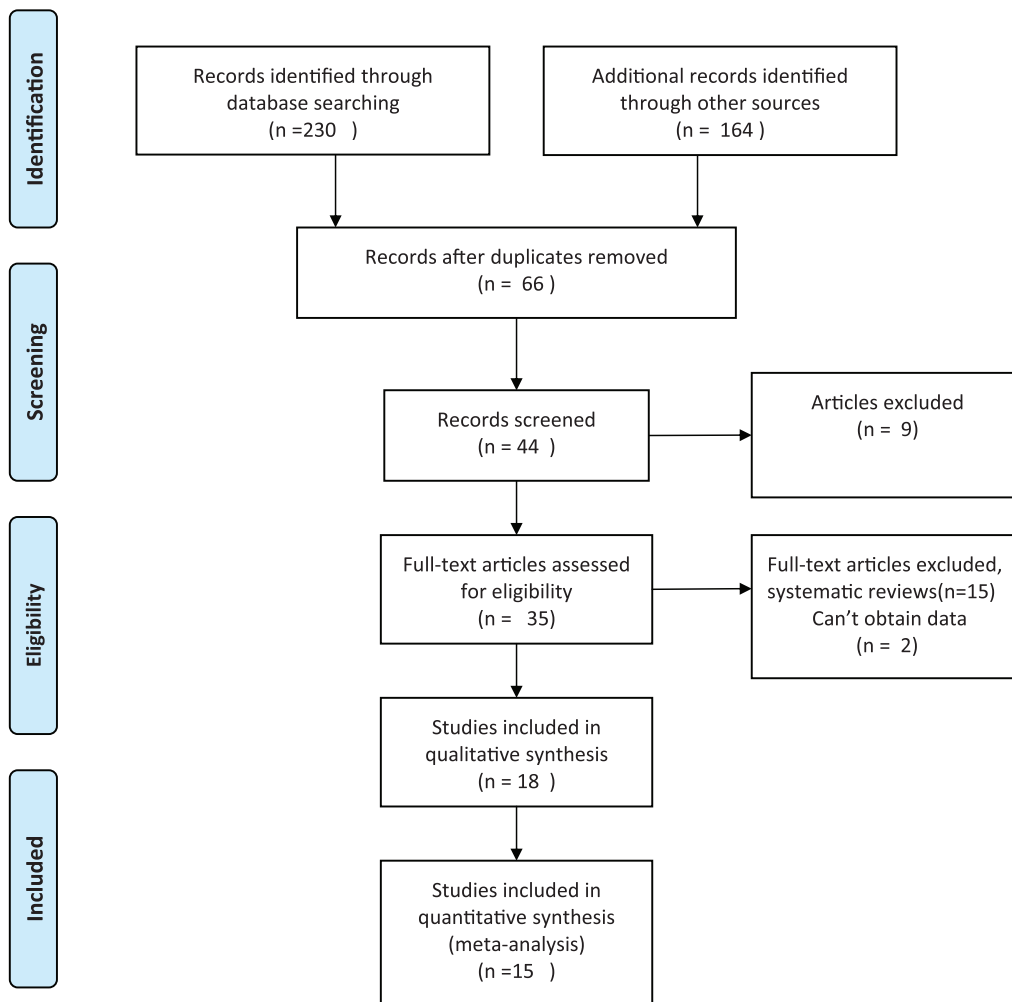 Identification
Records identified through
database searching
(n =230   )
Additional records identified
through other sources
(n =  164 )
Records after duplicates removed
(n =  66 )
Screening
Records screened
(n = 44  )
Articles excluded
(n =  9)
Eligibility
Full-text articles assessed
for eligibility
(n =   35)
Full-text articles excluded,
systematic reviews(n=15)
Can’t obtain data
(n =  2)
Studies included in
qualitative synthesis
(n = 18  )
Included
Studies included in
quantitative synthesis
(meta-analysis)
(n =15   )